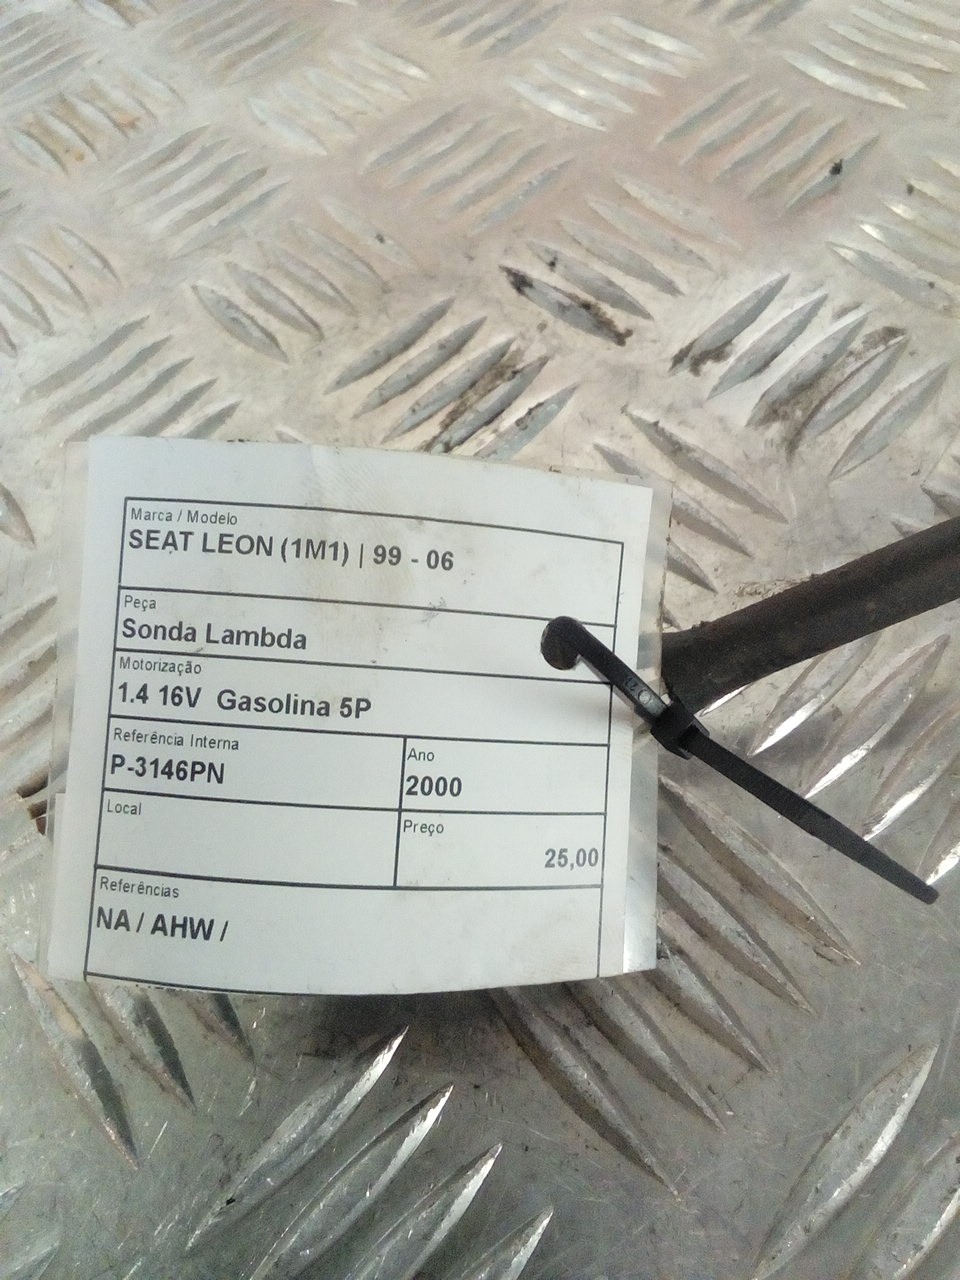 Marca / Modelo
SEAT LEON (1M1) | 99 - 06
Peça
Sonda Lambda
Motorização
1.4 16V  Gasolina 5P
Referência Interna
P-3146PN
Ano
2000
Local
Preço
25,00
Referências
NA / AHW /